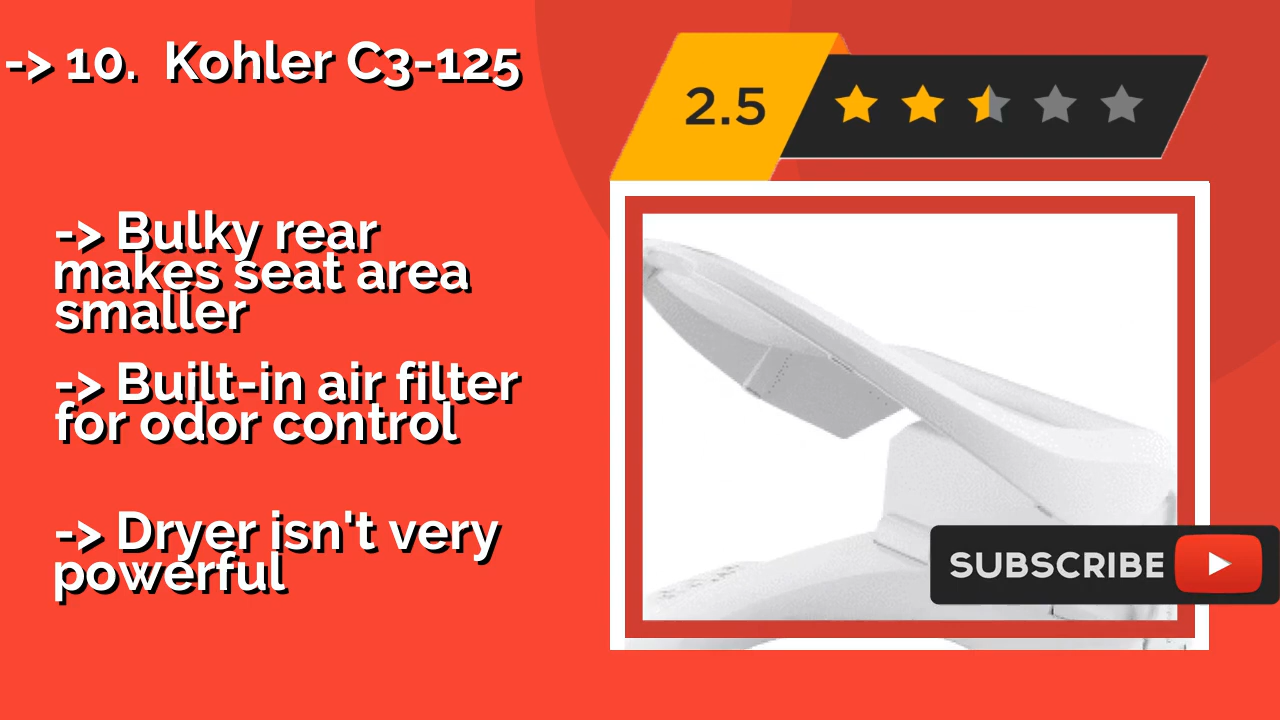 -> 10.  Kohler C3-125
2.5
-> Bulky rear
makes seat area
smaller
-> Built-in air filter
for odor control
-> Dryer isn't very
powerful
SUBSCRIBE